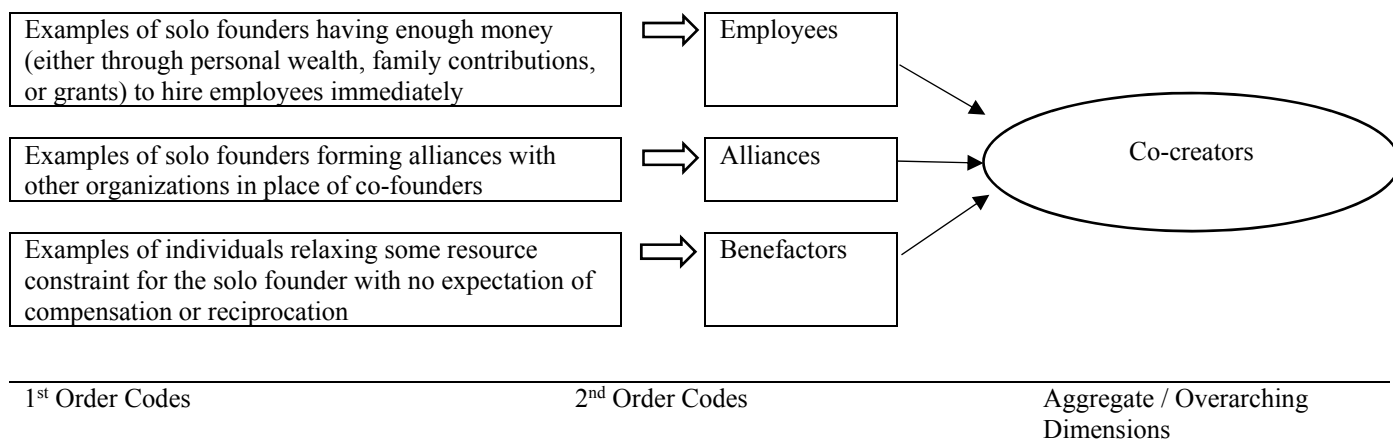 Examples of solo founders having enough money
(either through personal wealth, family contributions,
or grants) to hire employees immediately
Employees
Examples of solo founders forming alliances with
other organizations in place of co-founders
Alliances
Co-creators
Examples of individuals relaxing some resource
constraint for the solo founder with no expectation of
compensation or reciprocation
Benefactors
1st Order Codes
2nd Order Codes
Aggregate / Overarching
Dimensions